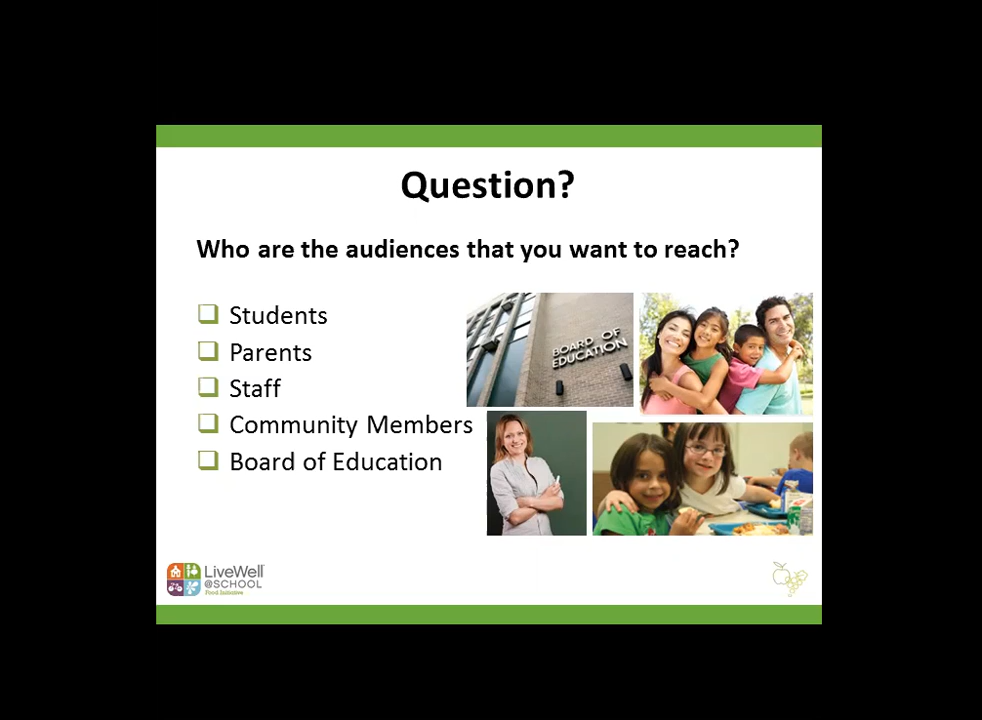 Question?
Who are the audiences that you want to reach?
Students
Parents
Staff
Community Members
Board of Education
BOARD OF
EDUCATION
LiveWell
@SCHOOL
Food Initiative